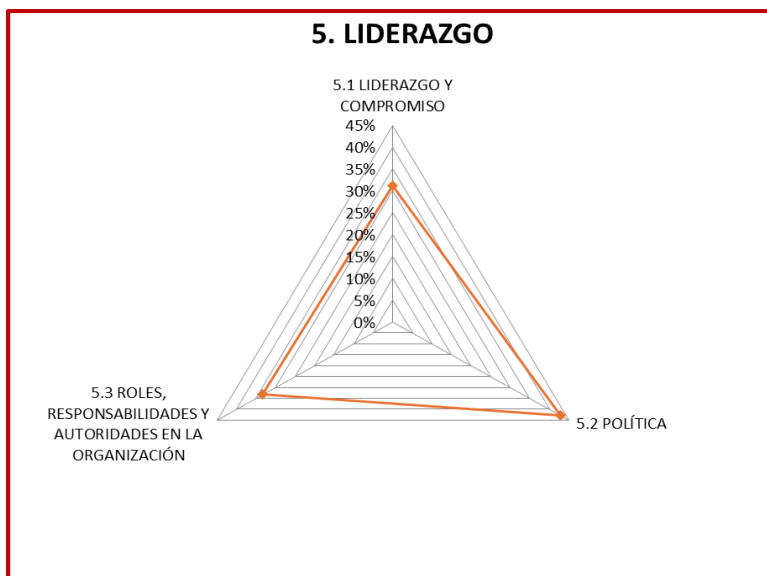 5. LIDERAZGO
5.1 LIDERAZGO Y
COMPROMISO
45%
40%
35%
30%
25%
20%
15%
10%
5%
0%
5.3 ROLES,
RESPONSABILIDADES Y
AUTORIDADES EN LA
ORGANIZACIÓN
5.2 POLÍTICA